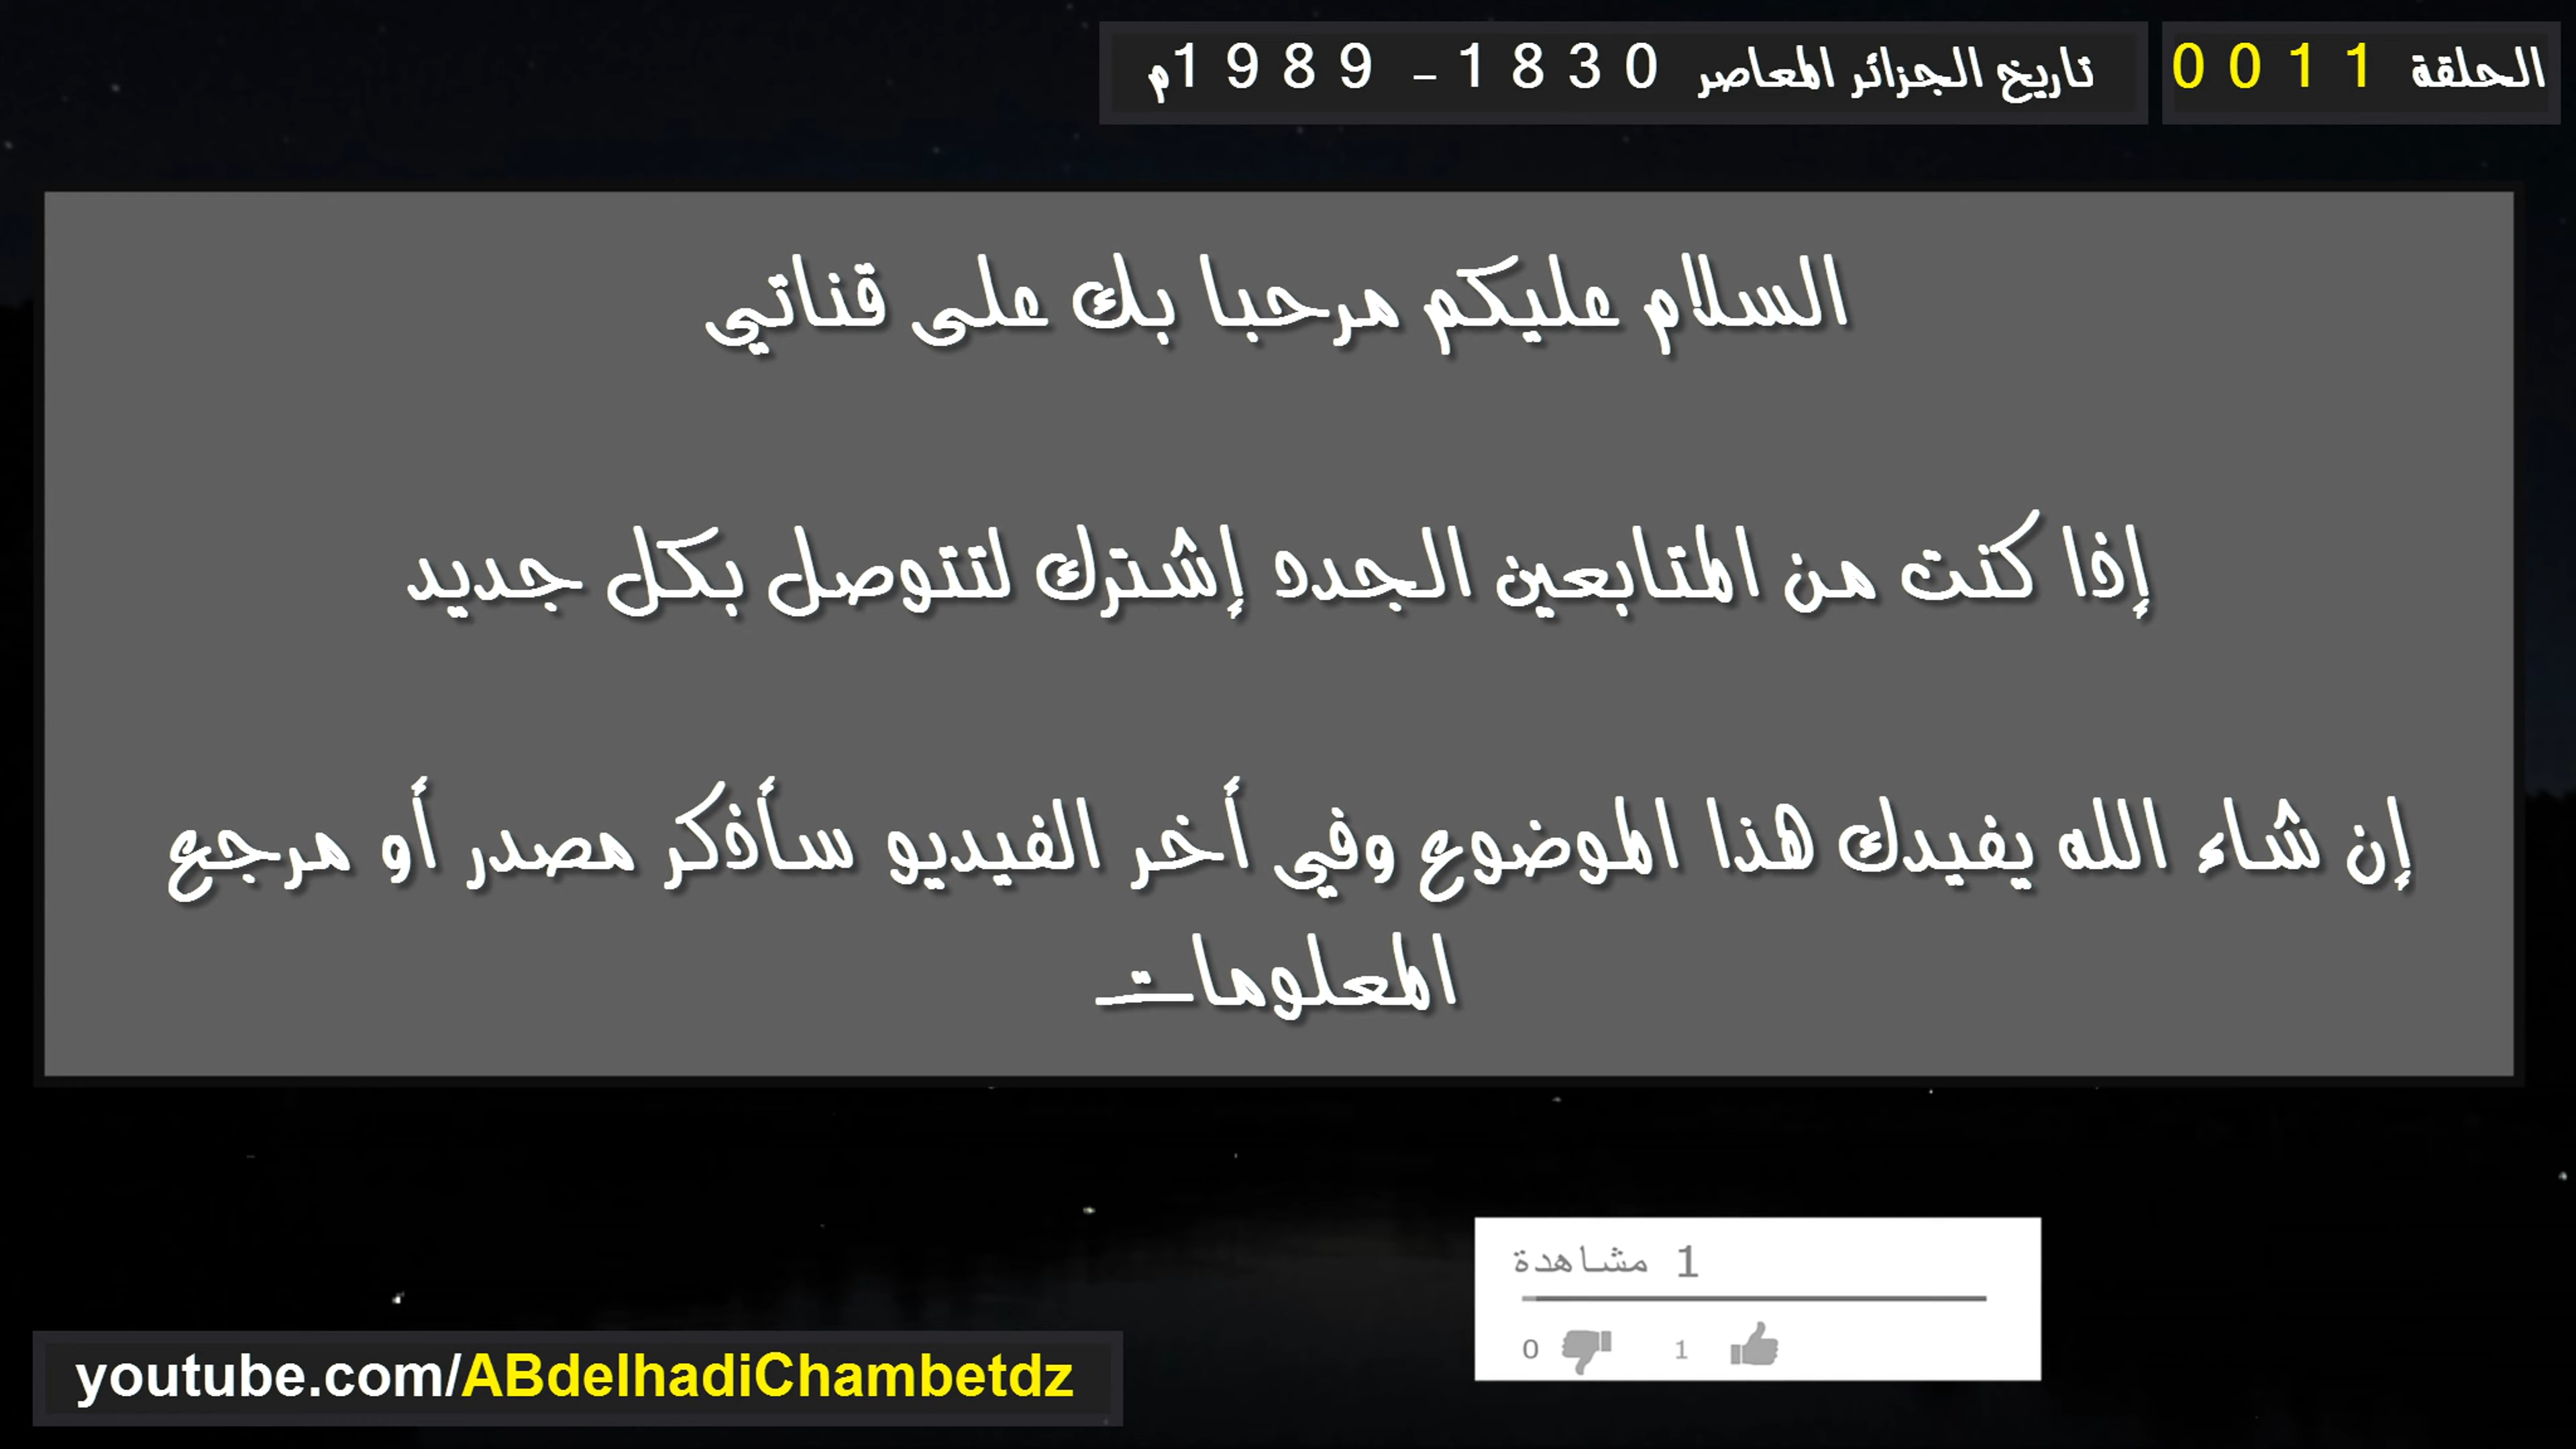 الحلقة 0011
تاريخ الجزائر المعاصر 1830 - 1989م
السلام عليكم مرحبا بك على قناتي
إذا كنت من المتابعين الجدد إشترك لتتوصل بكل جديد
إن شاء الله يفيدك هذا الموضوع وفي أخر الفيديو سأذكر مصدر أو مرجع
المعلومات
1 مشاهدة
1 0
youtube.com/ABdelhadiChambetdz